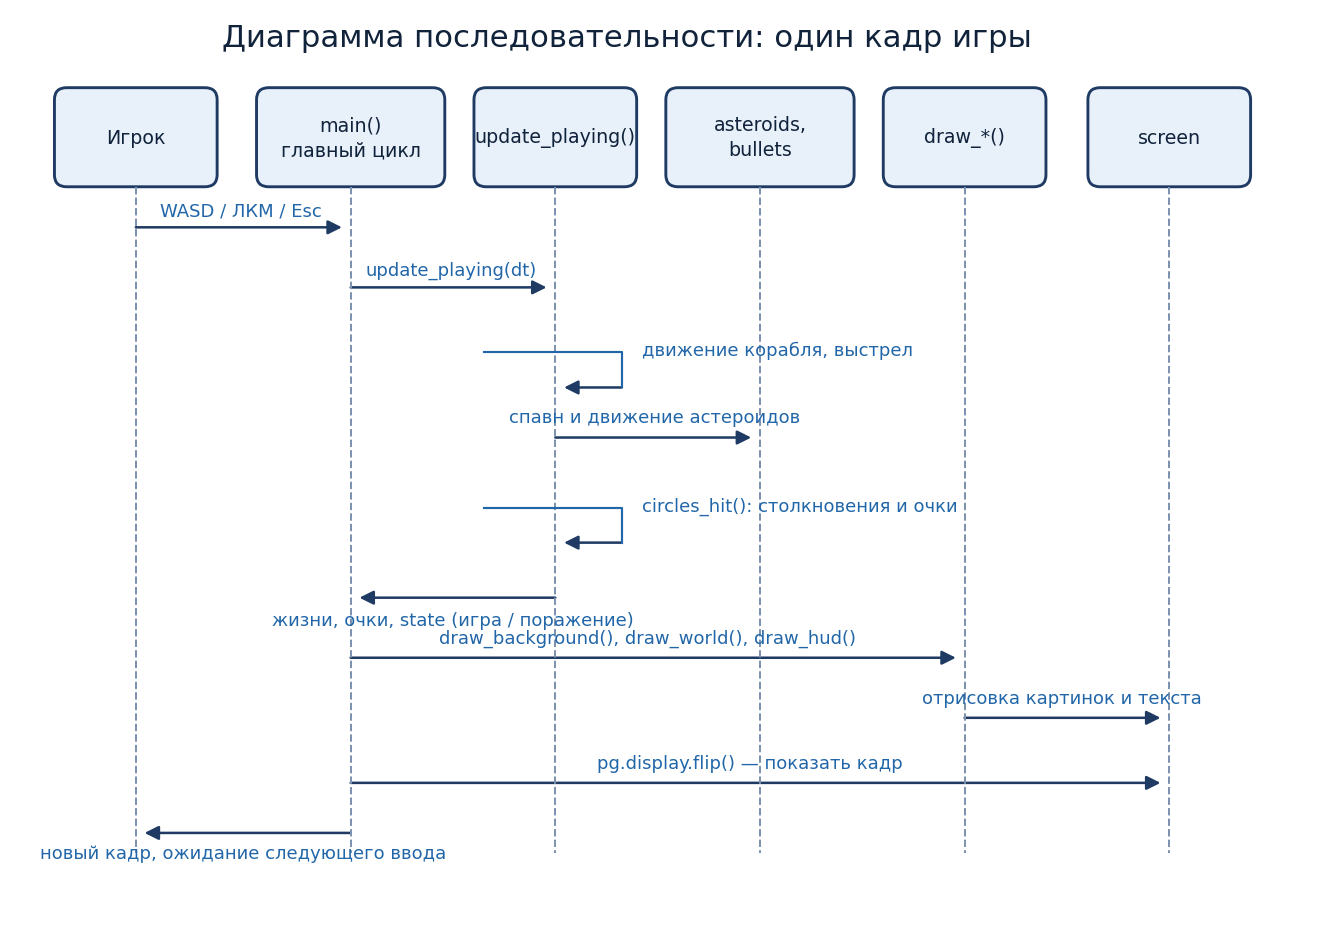 Диаграмма последовательности: один кадр игры
Игрок
main()
главный цикл
update_playing()
asteroids,
bullets
draw_*()
screen
WASD / ЛКМ / Esc
update_playing(dt)
движение корабля, выстрел
спавн и движение астероидов
circles_hit(): столкновения и очки
жизни, очки, state (игра / поражение)
draw_background(), draw_world(), draw_hud()
отрисовка картинок и текста
pg.display.flip() — показать кадр
новый кадр, ожидание следующего ввода